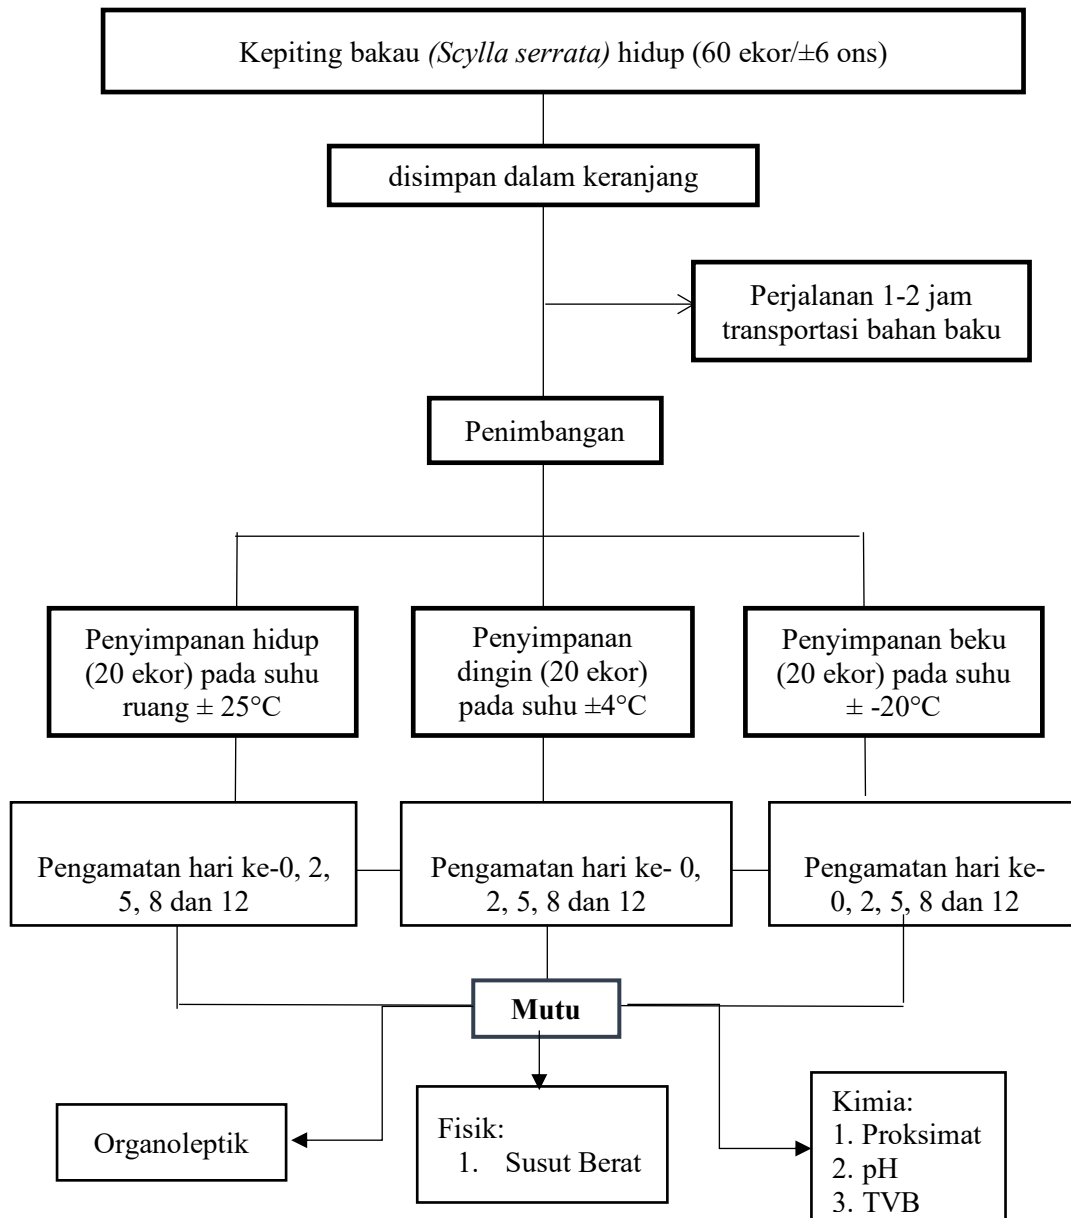 Kepiting bakau (Scylla serrata) hidup (60 ekor/±6 ons)
disimpan dalam keranjang
Perjalanan 1-2 jam
transportasi bahan baku
Penimbangan
Penyimpanan hidup
(20 ekor) pada suhu
ruang ± 25°C
Penyimpanan
dingin (20 ekor)
pada suhu ±4°C
Penyimpanan beku
(20 ekor) pada suhu
± -20°C
Pengamatan hari ke-0, 2,
5, 8 dan 12
Pengamatan hari ke- 0,
2, 5, 8 dan 12
Pengamatan hari ke-
0, 2, 5, 8 dan 12
Mutu
Organoleptik
Fisik:
1. Susut Berat
Kimia:
1. Proksimat
2. pH
3. TVB